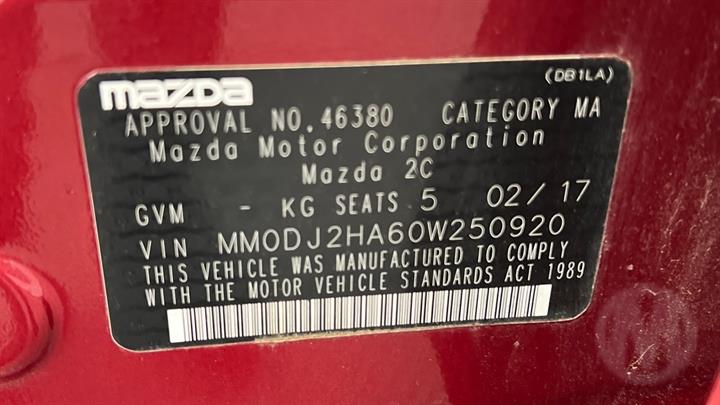 (DB1LA)
mazda
APPROVAL NO.46380 CATEGORY MA
Mazda Motor Corporation
Mazda 2C
GVM - KG SEATS 5 02/17
VIN MM0DJ2HA60W250920
THIS VEHICLE WAS MANUFACTURED TO COMPLY
WITH THE MOTOR VEHICLE STANDARDS ACT 1989